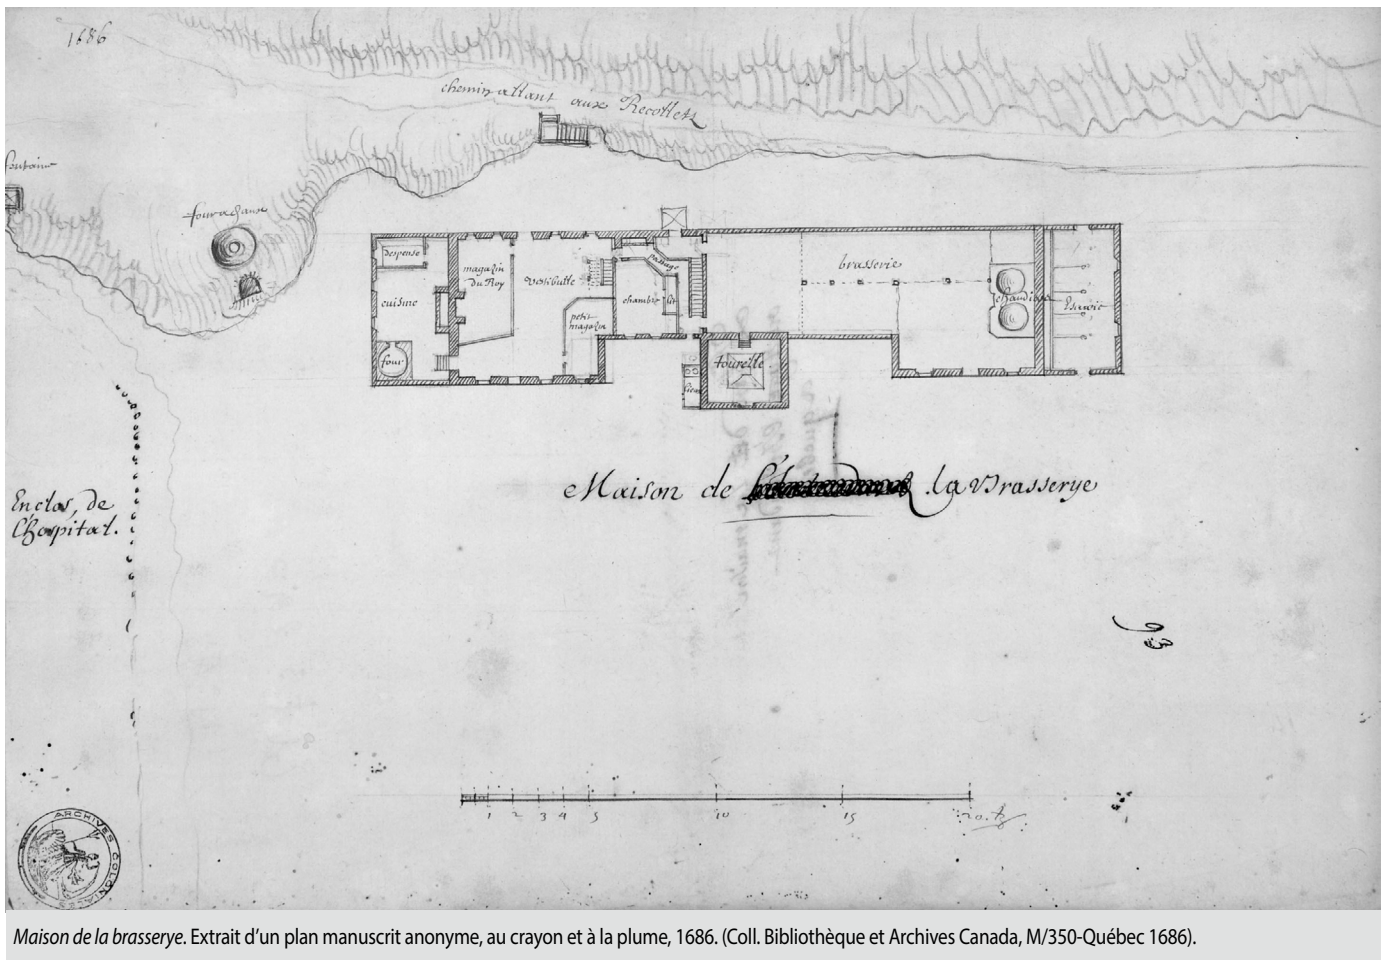 1686
chemin allant aux Recollets
fontaine
four a chaux
despense
magazin
du Roy
vestibulle
passage
brasserie
cuisine
chambre
petit
magazin
chaudiere
four
tourelle
Maison de la Brasserye
Enclos, de
l'hospital.
1 2 3 4 5 10 15 20.
ARCHIVES COLONIALES
Maison de la brasserye. Extrait d’un plan manuscrit anonyme, au crayon et à la plume, 1686. (Coll. Bibliothèque et Archives Canada, M/350-Québec 1686).